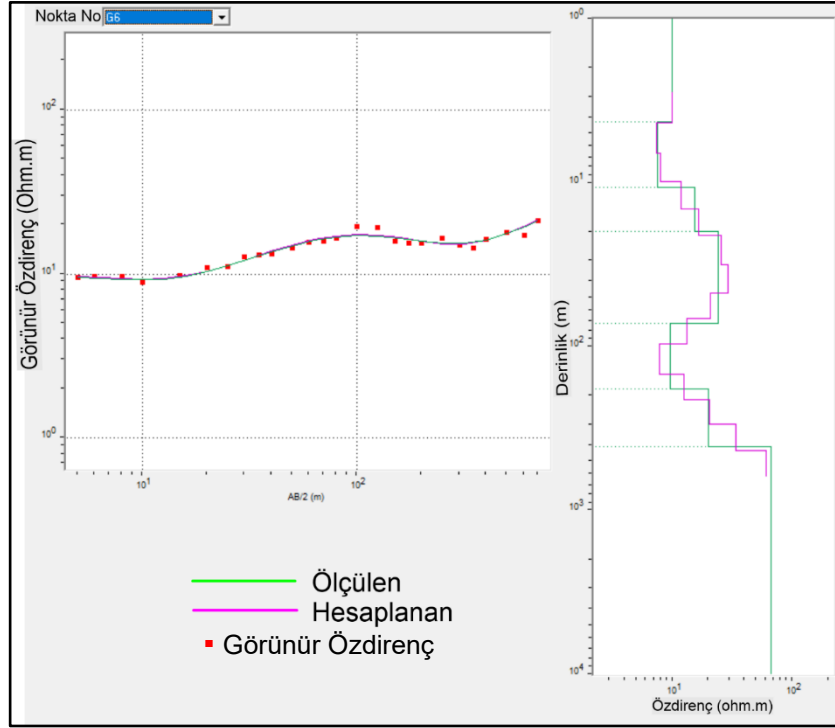 Nokta No G6
Görünür Özdirenç (Ohm.m)
10²
10¹
10⁰
10¹
10²
AB/2 (m)
Derinlik (m)
10⁰
10¹
10²
10³
10⁴
10¹
10²
Özdirenç (ohm.m)
Ölçülen
Hesaplanan
Görünür Özdirenç